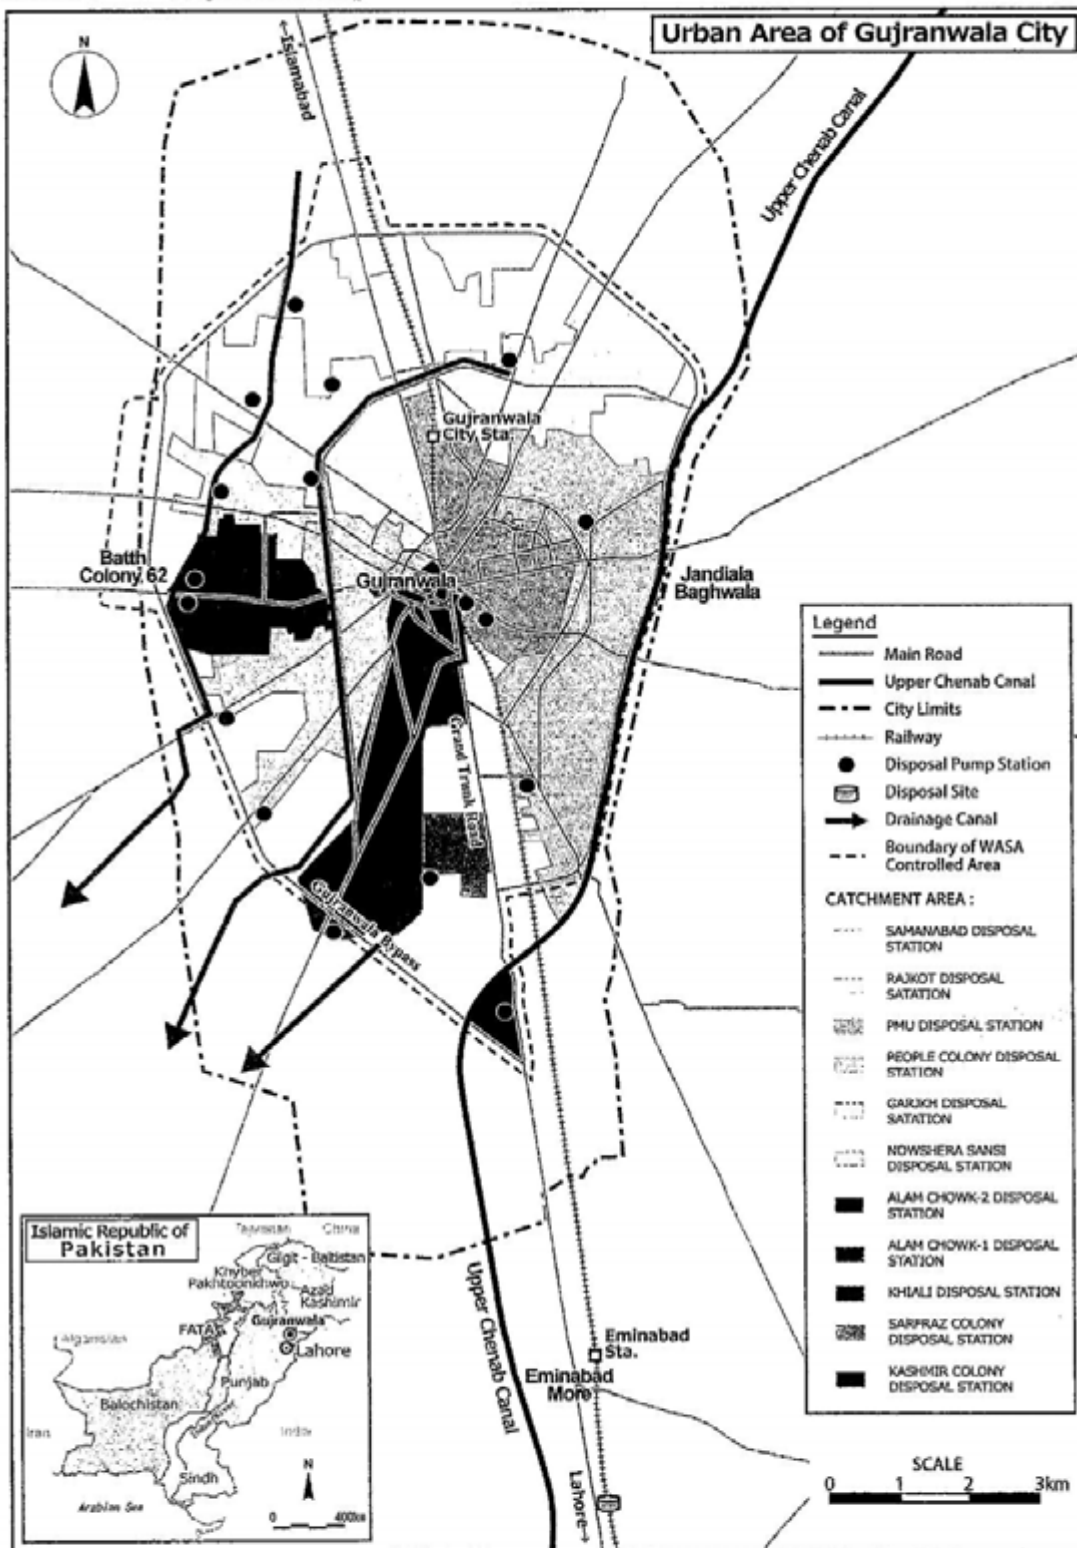 Urban Area of Gujranwala City
N
←Islamabad
Upper Chenab Canal
Gujranwala
City Sta.
Batth
Colony 62
Gujranwala
Jandiala
Baghwala
Grand Trunk Road
Gujranwala Bypass
Legend
Main Road
Upper Chenab Canal
City Limits
Railway
Disposal Pump Station
Disposal Site
Drainage Canal
Boundary of WASA
Controlled Area
CATCHMENT AREA :
SAMANABAD DISPOSAL
STATION
RAJKOT DISPOSAL
SATATION
PMU DISPOSAL STATION
PEOPLE COLONY DISPOSAL
STATION
GARJKH DISPOSAL
SATATION
NOWSHERA SANSI
DISPOSAL STATION
ALAM CHOWK-2 DISPOSAL
STATION
ALAM CHOWK-1 DISPOSAL
STATION
KHIALI DISPOSAL STATION
SARFRAZ COLONY
DISPOSAL STATION
KASHMIR COLONY
DISPOSAL STATION
Upper Chenab Canal
Eminabad
Sta.
Eminabad
More
Lahore→
SCALE
0 1 2 3km
Islamic Republic of
Pakistan
China
Gilgit - Baltistan
Khyber
Pakhtoonkhwo
Azad
Kashimir
Gujranwala
FATA
Lahore
Punjab
Balochistan
Iran
India
Sindh
N
Arabian Sea
0 400km